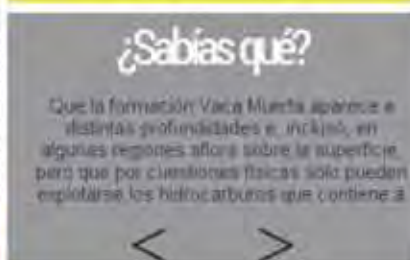 ¿Sabías qué?
Que la formación Vaca Muerta aparece a
distintas profundidades e, incluso, en
algunas regiones aflora sobre la superficie,
pero que por cuestiones físicas sólo pueden
explotarse los hidrocarburos que contiene a
< >